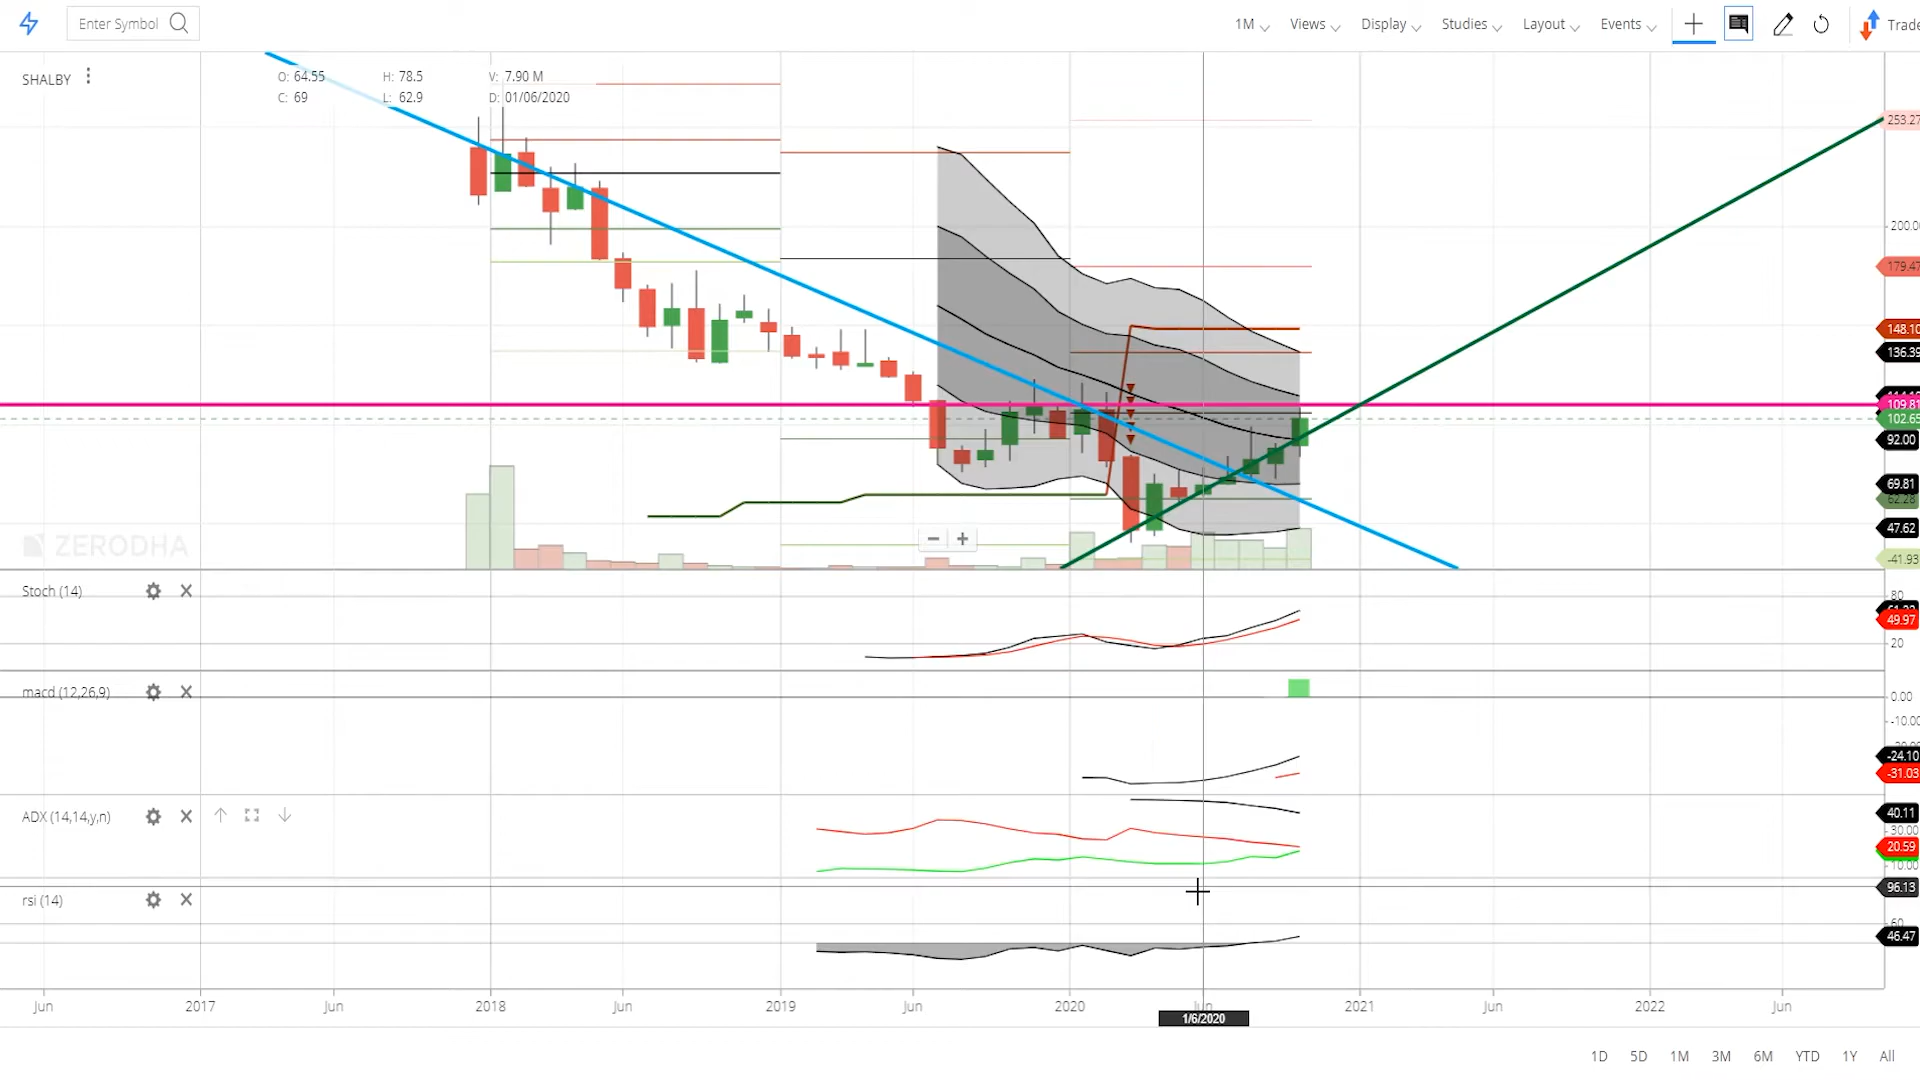 Enter Symbol 1M Views Display Studies Layout Events Trade
SHALBY O: 64.55 H: 78.5 V: 7.90 M
C: 69 L: 62.9 D: 01/06/2020
253.27
200.00
179.47
148.10
136.39
109.81
102.65
92.00
69.81
62.28
47.62
-41.93
ZERODHA
Stoch (14)
80
49.97
20
macd (12,26,9)
0.00
-10.00
-24.10
-31.03
ADX (14,14,y,n)
40.11
30.00
20.59
10.00
rsi (14)
96.13
60
46.47
Jun 2017 Jun 2018 Jun 2019 Jun 2020 Jun 2021 Jun 2022 Jun
1/6/2020
1D 5D 1M 3M 6M YTD 1Y All